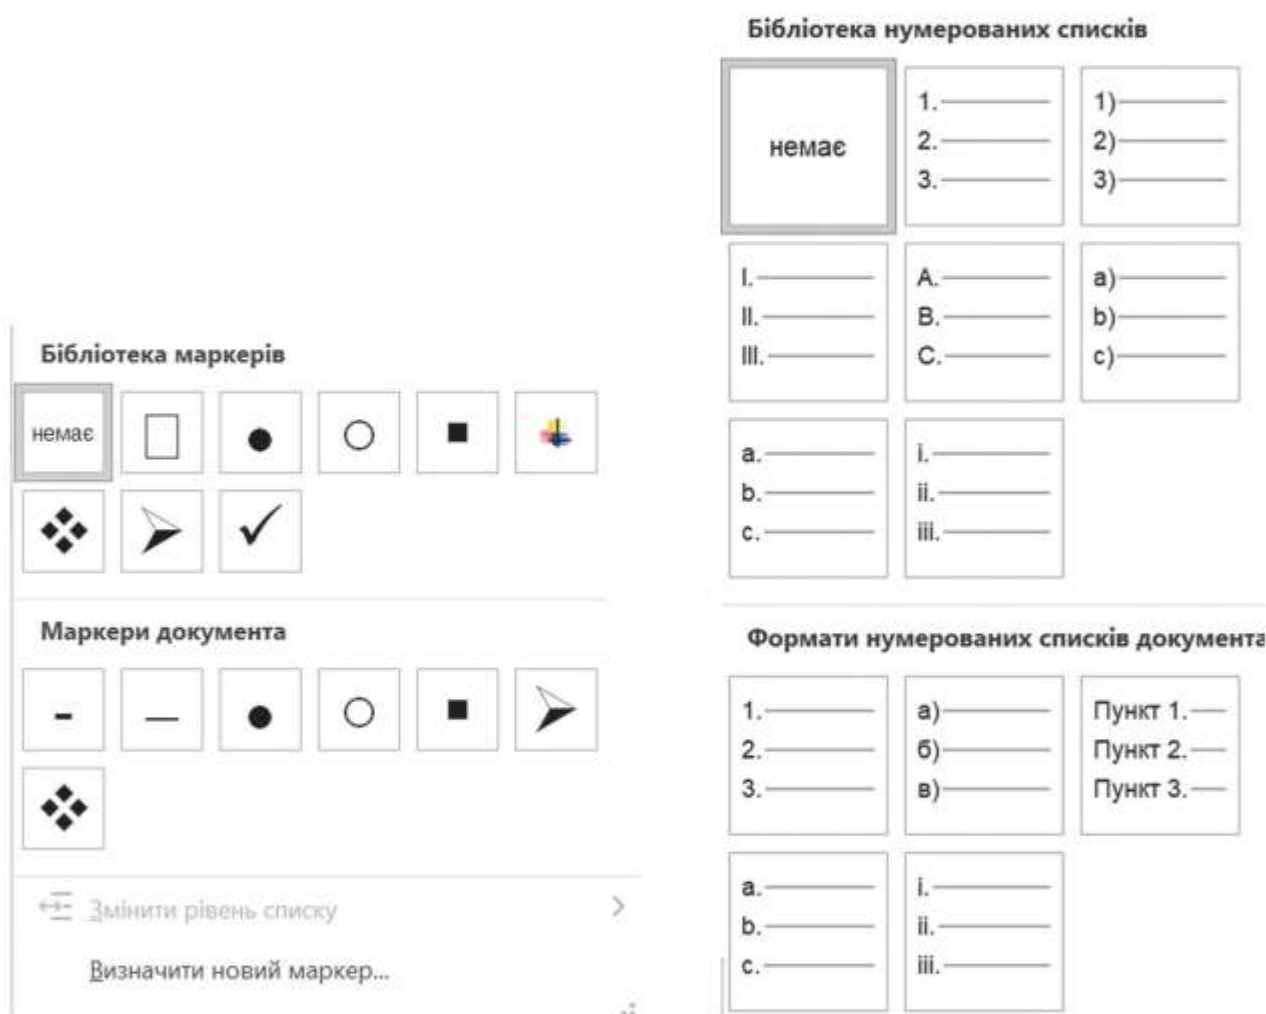 Бібліотека маркерів
немає
Маркери документа
Змінити рівень списку
Визначити новий маркер...
Бібліотека нумерованих списків
немає
1.
2.
3.
1)
2)
3)
I.
II.
III.
A.
B.
C.
a)
b)
c)
a.
b.
c.
i.
ii.
iii.
Формати нумерованих списків документа
1.
2.
3.
а)
б)
в)
Пункт 1.
Пункт 2.
Пункт 3.
a.
b.
c.
i.
ii.
iii.